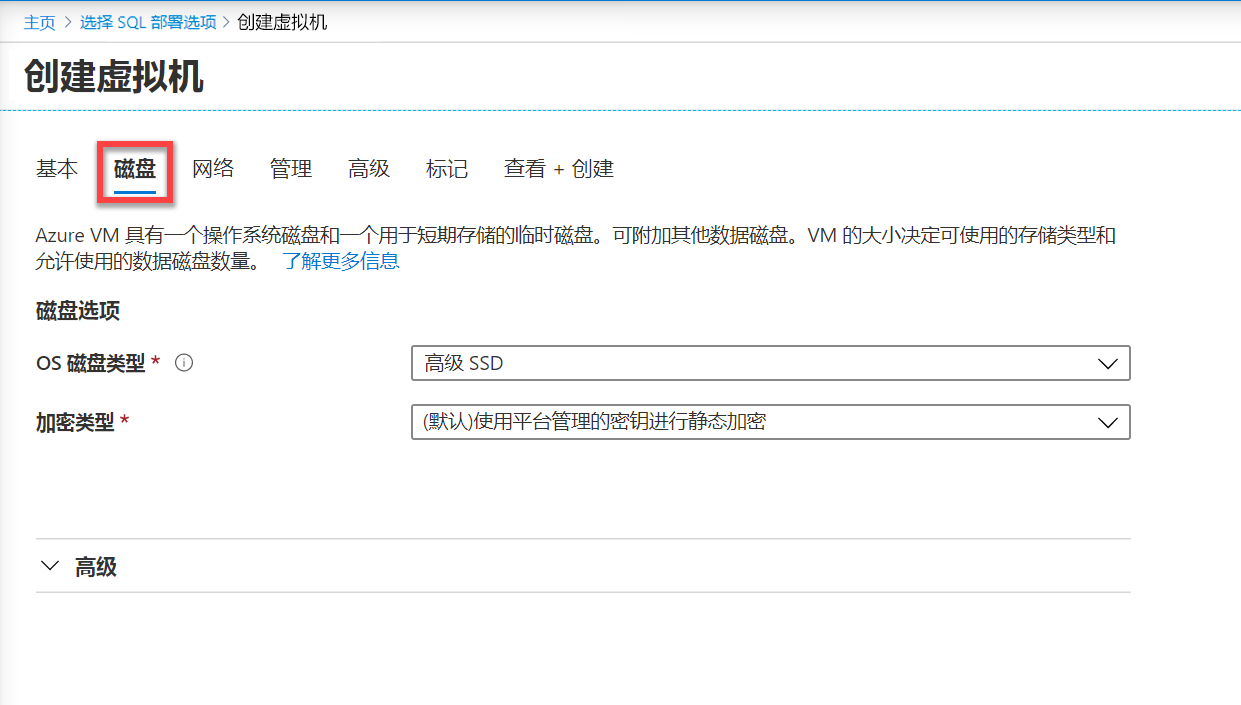 主页 > 选择 SQL 部署选项 > 创建虚拟机
创建虚拟机
基本 磁盘 网络 管理 高级 标记 查看 + 创建
Azure VM 具有一个操作系统磁盘和一个用于短期存储的临时磁盘。可附加其他数据磁盘。VM 的大小决定可使用的存储类型和
允许使用的数据磁盘数量。 了解更多信息
磁盘选项
OS 磁盘类型 * 高级 SSD
加密类型 * (默认)使用平台管理的密钥进行静态加密
高级